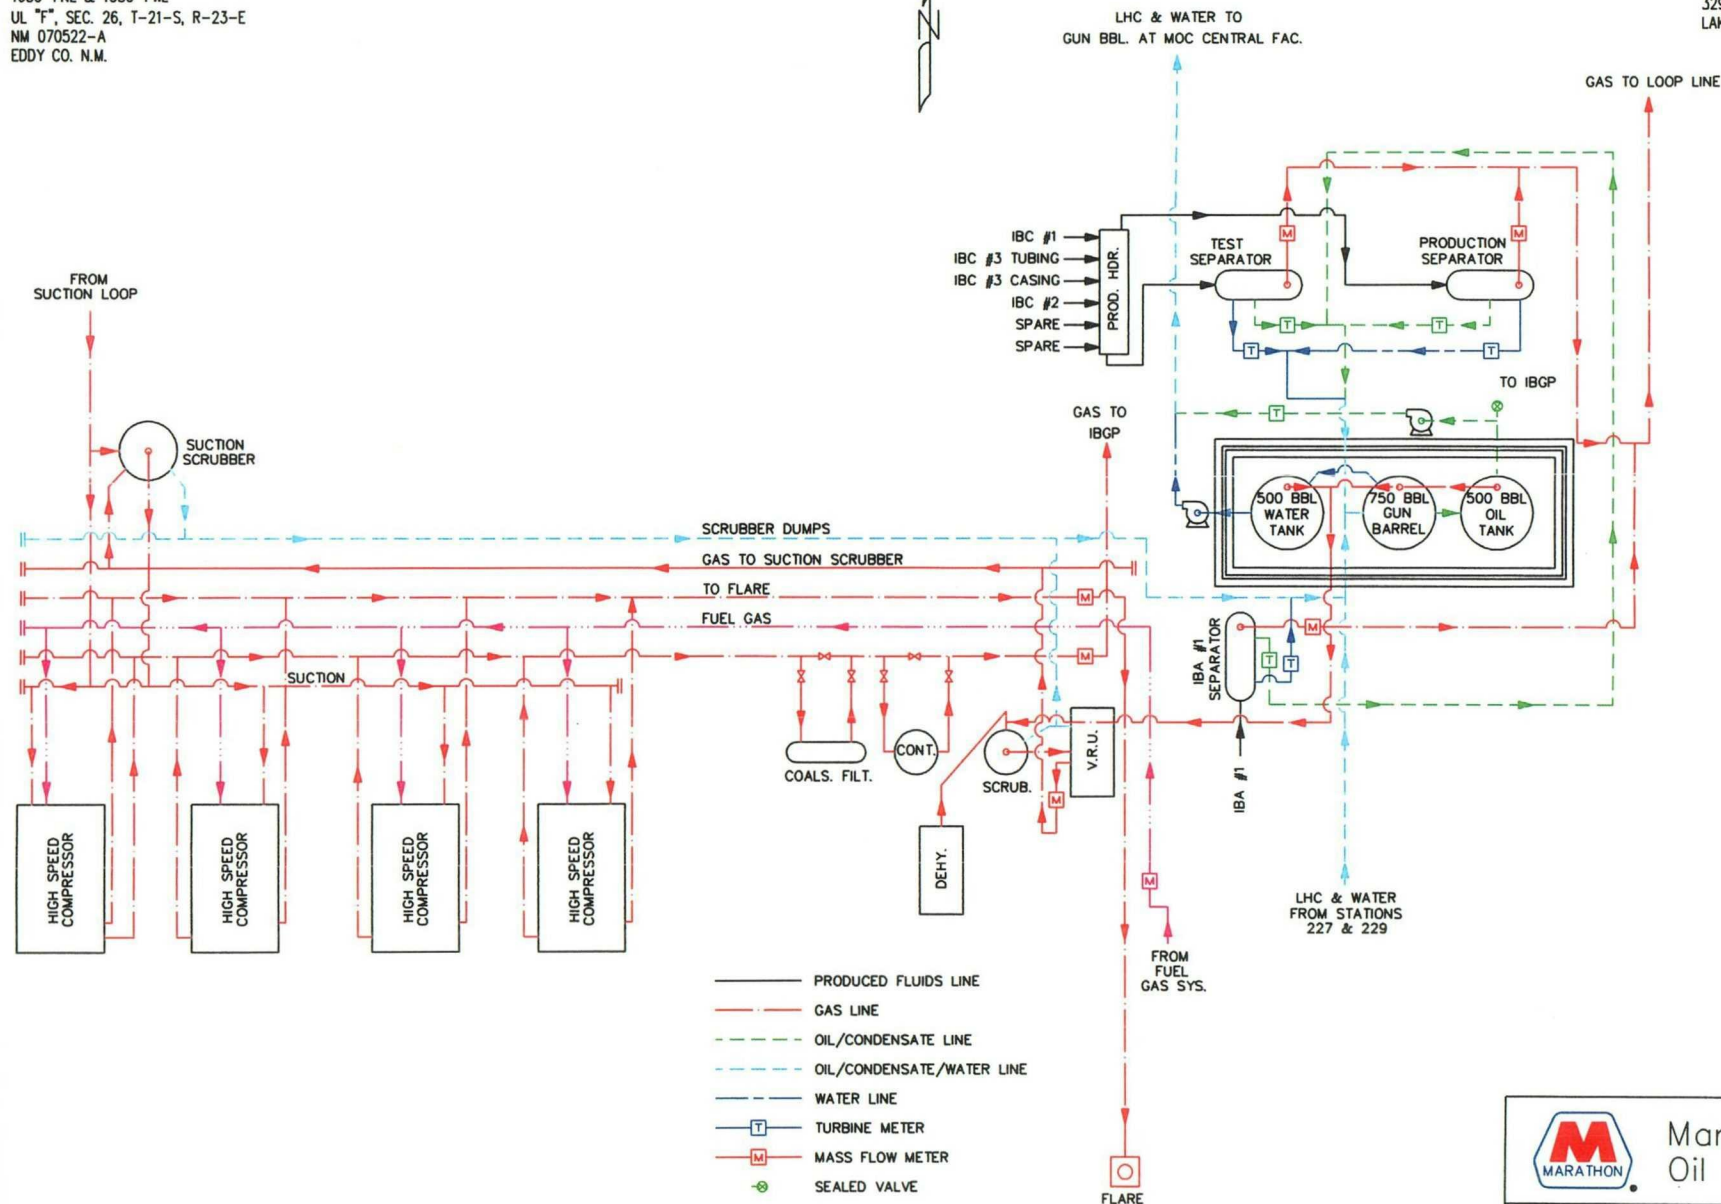 UL "F", SEC. 26, T-21-S, R-23-E
NM 070522-A
EDDY CO. N.M.
N
LHC & WATER TO
GUN BBL. AT MOC CENTRAL FAC.
329
GAS TO LOOP LINE
IBC #1
IBC #3 TUBING
IBC #3 CASING
IBC #2
SPARE
SPARE
PROD. HDR.
TEST
SEPARATOR
M
PRODUCTION
SEPARATOR
M
T
T
T
T
TO IBGP
FROM
SUCTION LOOP
SUCTION
SCRUBBER
GAS TO
IBGP
T
500 BBL
WATER
TANK
750 BBL
GUN
BARREL
500 BBL
OIL
TANK
SCRUBBER DUMPS
GAS TO SUCTION SCRUBBER
TO FLARE
M
FUEL GAS
M
SUCTION
IBA #1
SEPARATOR
M
T
T
COALS. FILT.
CONT.
SCRUB.
V.R.U.
M
IBA #1
HIGH SPEED
COMPRESSOR
HIGH SPEED
COMPRESSOR
HIGH SPEED
COMPRESSOR
HIGH SPEED
COMPRESSOR
DEHY.
M
LHC & WATER
FROM STATIONS
227 & 229
FROM
FUEL
GAS SYS.
PRODUCED FLUIDS LINE
GAS LINE
OIL/CONDENSATE LINE
OIL/CONDENSATE/WATER LINE
WATER LINE
T TURBINE METER
M MASS FLOW METER
SEALED VALVE
FLARE
M
MARATHON
Mar
Oil